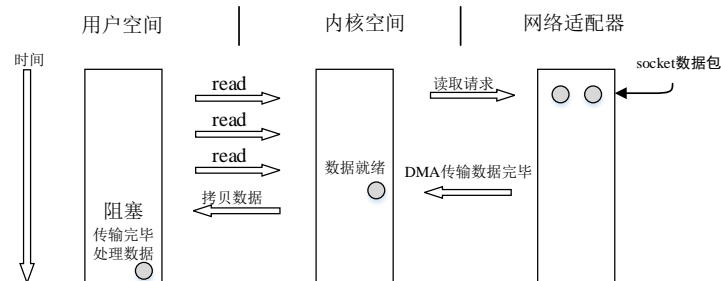 用户空间
内核空间
网络适配器
时间
socket数据包
read
读取请求
read
read
数据就绪
DMA传输数据完毕
拷贝数据
阻塞
传输完毕
处理数据